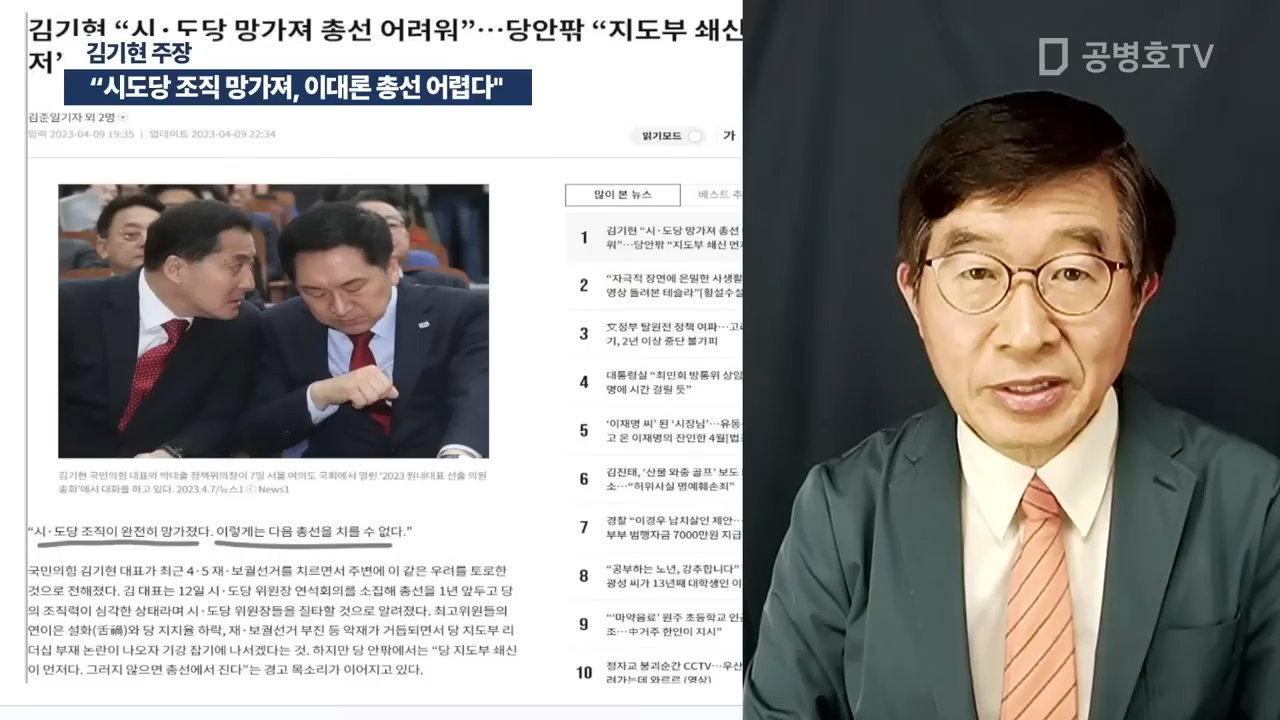 김기현 “시·도당 망가져 총선 어려워”…당안팎 “지도부 쇄신
저’
김기현 주장
“시도당 조직 망가져, 이대론 총선 어렵다"
공병호TV
김준일기자 외 2명
입력 2023-04-09 19:35 | 업데이트 2023-04-09 22:34
읽기모드
가
많이 본 뉴스
베스트 추
1 김기현 “시·도당 망가져 총선
워”…당안팎 “지도부 쇄신 먼
2 “자극적 장면에 은밀한 사생활
영상 돌려본 테슬라”[횡설수설
3 文정부 탈원전 정책 여파…고
기, 2년 이상 중단 불가피
4 대통령실 “최민희 방통위 상임
명에 시간 걸릴 듯”
5 ‘이재명 씨’ 된 ‘시장님’…유동
고 온 이재명의 잔인한 4월[법
6 김진태, ‘산불 와중 골프’ 보도
소…“허위사실 명예훼손죄”
7 경찰 “이경우 납치살인 제안…
부부 범행자금 7000만원 지급
8 “공부하는 노년, 강추합니다”
광성 씨가 13년째 대학생인 이
9 “‘마약음료’ 원주 초등학교 인
조…中거주 한인이 지시”
10 정자교 붕괴순간 CCTV…우산
려가는데 와르르 (영상)
김기현 국민의힘 대표와 박대출 정책위의장이 7일 서울 여의도 국회에서 열린 ‘2023 원내대표 선출 의원
총회’에서 대화를 하고 있다. 2023.4.7/뉴스1 ⓒ News1
“시·도당 조직이 완전히 망가졌다. 이렇게는 다음 총선을 치를 수 없다.”
국민의힘 김기현 대표가 최근 4·5 재·보궐선거를 치르면서 주변에 이 같은 우려를 토로한
것으로 전해졌다. 김 대표는 12일 시·도당 위원장 연석회의를 소집해 총선을 1년 앞두고 당
의 조직력이 심각한 상태라며 시·도당 위원장들을 질타할 것으로 알려졌다. 최고위원들의
연이은 설화(舌禍)와 당 지지율 하락, 재·보궐선거 부진 등 악재가 거듭되면서 당 지도부 리
더십 부재 논란이 나오자 기강 잡기에 나서겠다는 것. 하지만 당 안팎에서는 “당 지도부 쇄신
이 먼저다. 그러지 않으면 총선에서 진다”는 경고 목소리가 이어지고 있다.